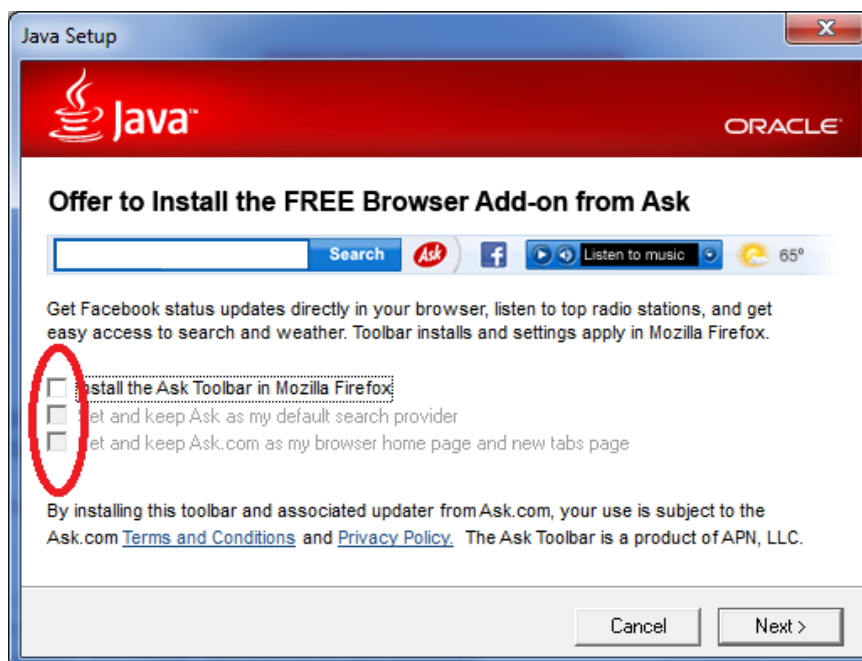 Java Setup
Java™
ORACLE
Offer to Install the FREE Browser Add-on from Ask
Search Ask f Listen to music 65°
Get Facebook status updates directly in your browser, listen to top radio stations, and get
easy access to search and weather. Toolbar installs and settings apply in Mozilla Firefox.
Install the Ask Toolbar in Mozilla Firefox
Set and keep Ask as my default search provider
Set and keep Ask.com as my browser home page and new tabs page
By installing this toolbar and associated updater from Ask.com, your use is subject to the
Ask.com Terms and Conditions and Privacy Policy. The Ask Toolbar is a product of APN, LLC.
Cancel Next >